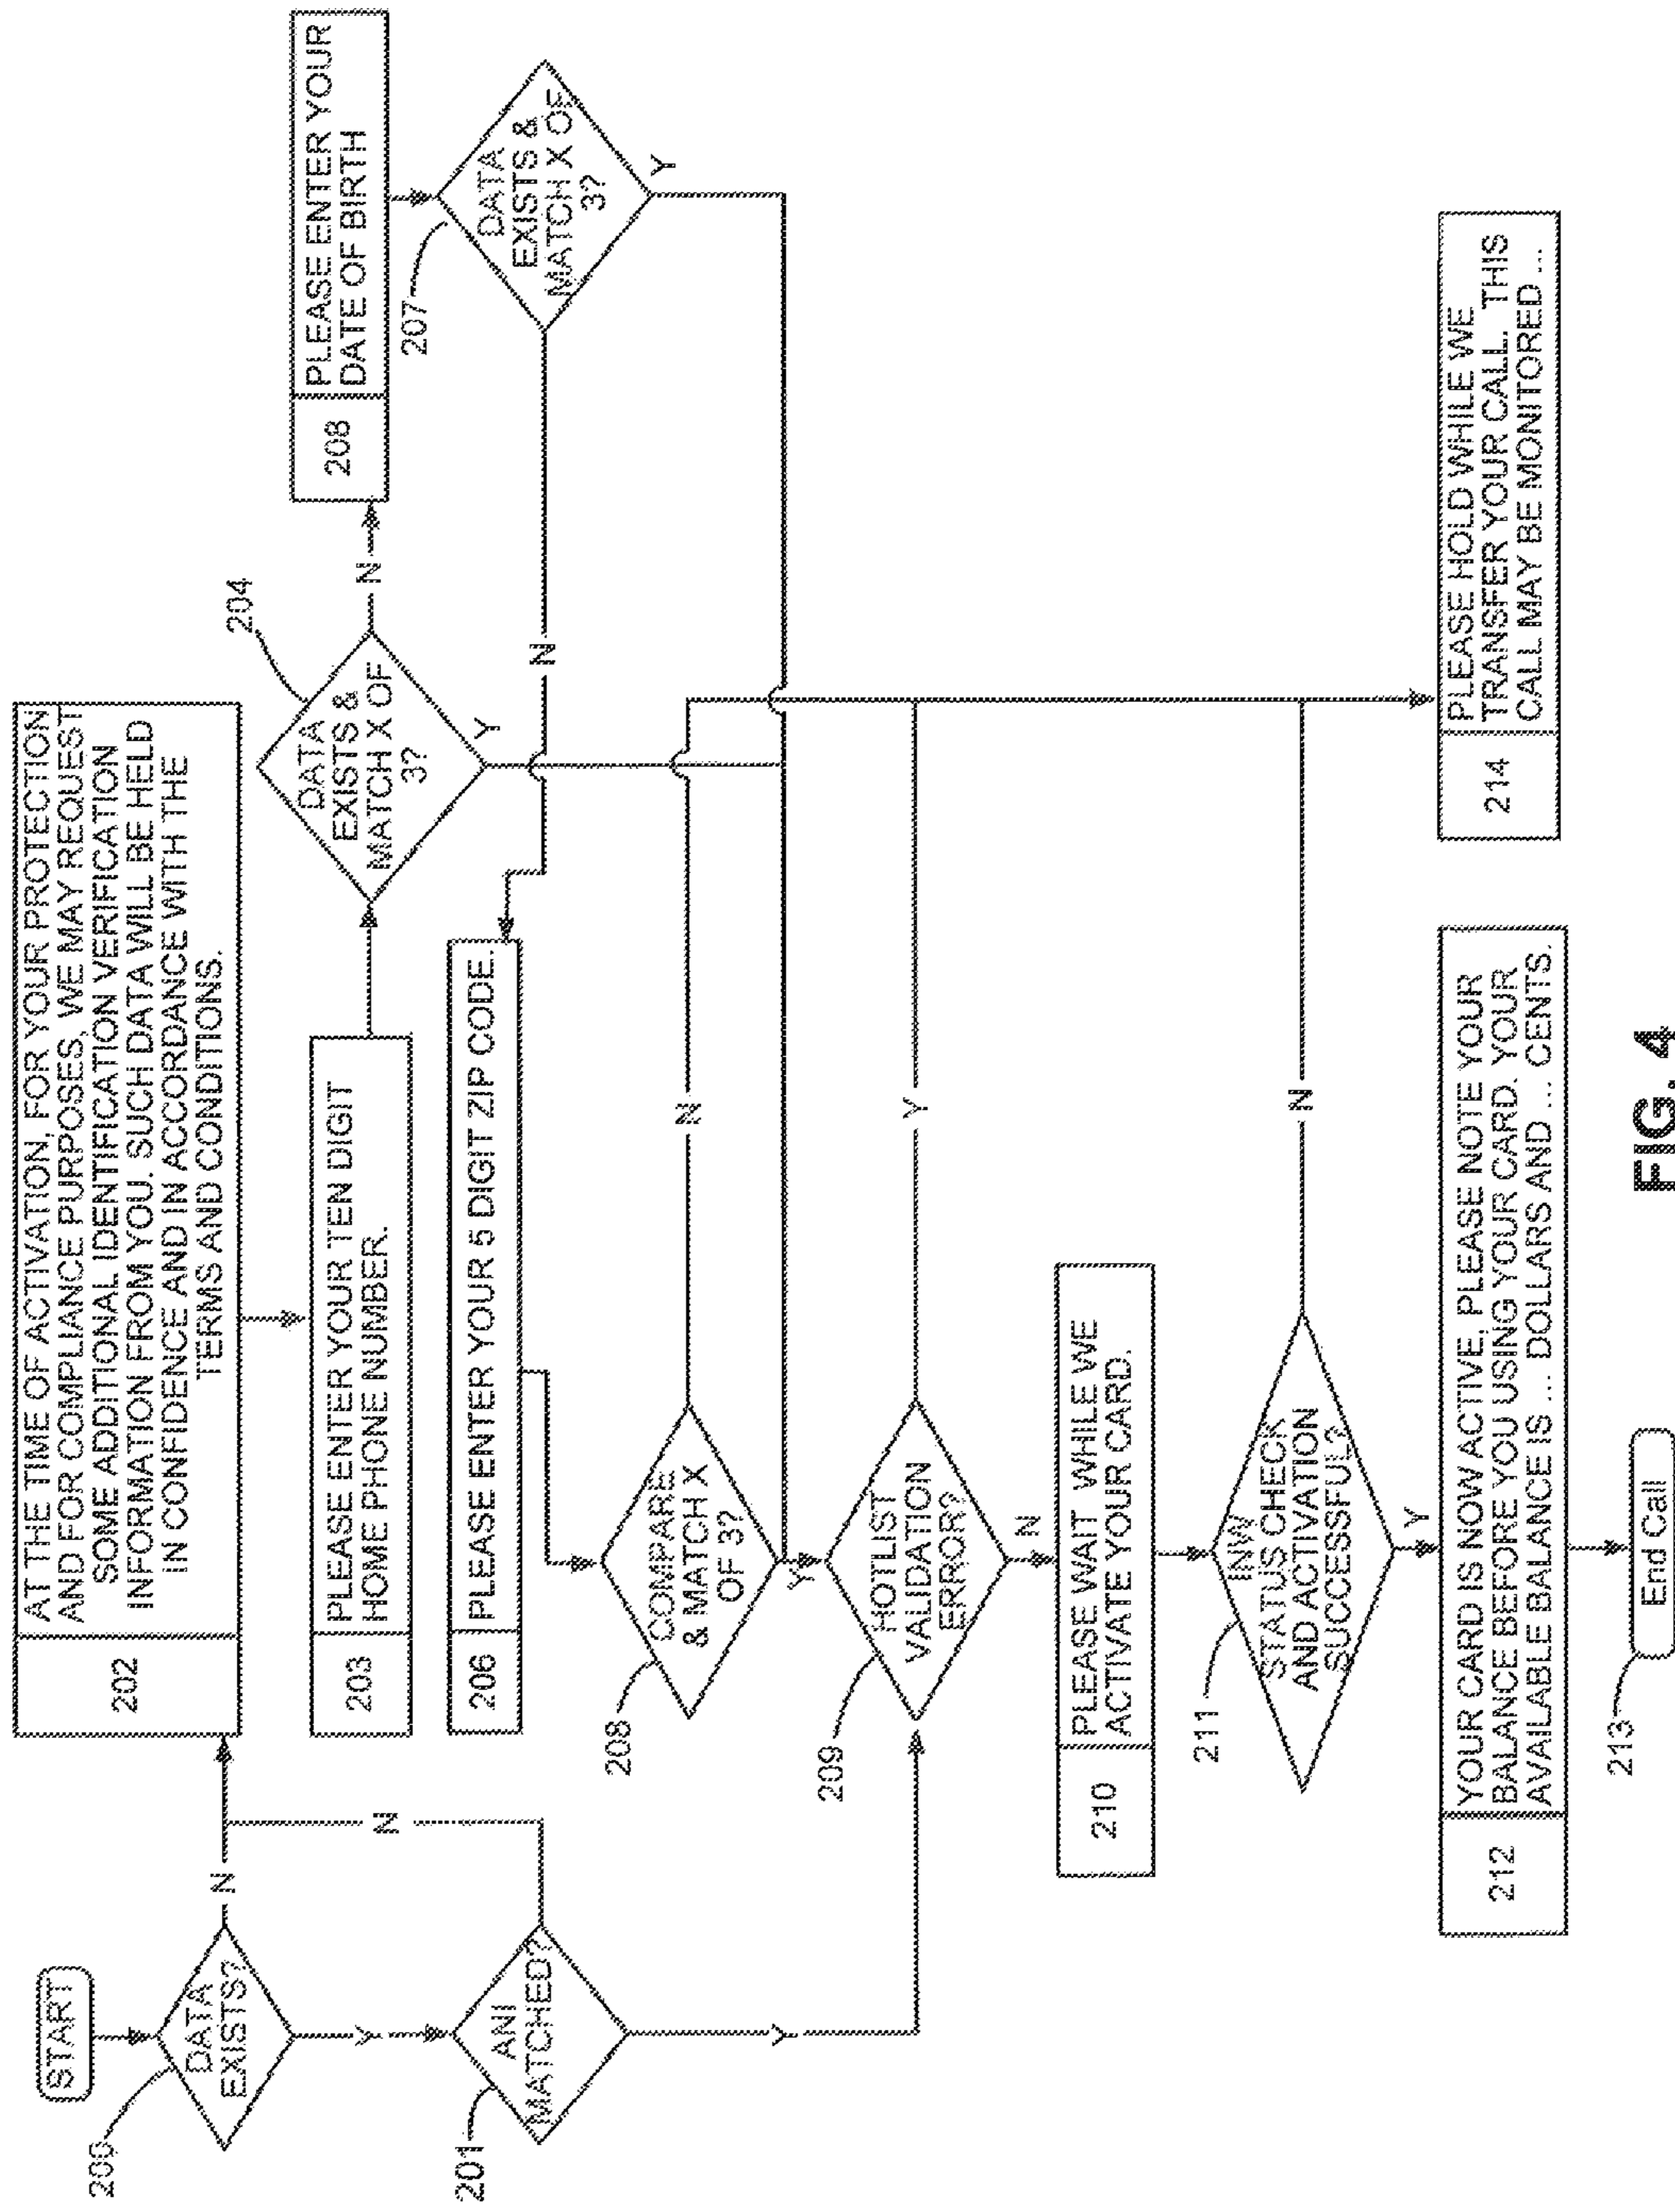 START
200
DATA
EXISTS?
N
Y
201
ANI
MATCHED?
N
Y
202
AT THE TIME OF ACTIVATION, FOR YOUR PROTECTION
AND FOR COMPLIANCE PURPOSES, WE MAY REQUEST
SOME ADDITIONAL IDENTIFICATION VERIFICATION
INFORMATION FROM YOU. SUCH DATA WILL BE HELD
IN CONFIDENCE AND IN ACCORDANCE WITH THE
TERMS AND CONDITIONS.
203
PLEASE ENTER YOUR TEN DIGIT
HOME PHONE NUMBER.
204
DATA
EXISTS &
MATCH X OF
3?
N
Y
208
PLEASE ENTER YOUR
DATE OF BIRTH
207
DATA
EXISTS &
MATCH X OF
3?
N
Y
206
PLEASE ENTER YOUR 5 DIGIT ZIP CODE.
208
COMPARE
& MATCH X
OF 3?
N
Y
209
HOTLIST
VALIDATION
ERROR?
Y
N
210
PLEASE WAIT WHILE WE
ACTIVATE YOUR CARD.
211
INW
STATUS CHECK
AND ACTIVATION
SUCCESSFUL?
N
Y
212
YOUR CARD IS NOW ACTIVE, PLEASE NOTE YOUR
BALANCE BEFORE YOU USING YOUR CARD. YOUR
AVAILABLE BALANCE IS ... DOLLARS AND ... CENTS.
214
PLEASE HOLD WHILE WE
TRANSFER YOUR CALL. THIS
CALL MAY BE MONITORED ...
213
End Call
FIG. 4